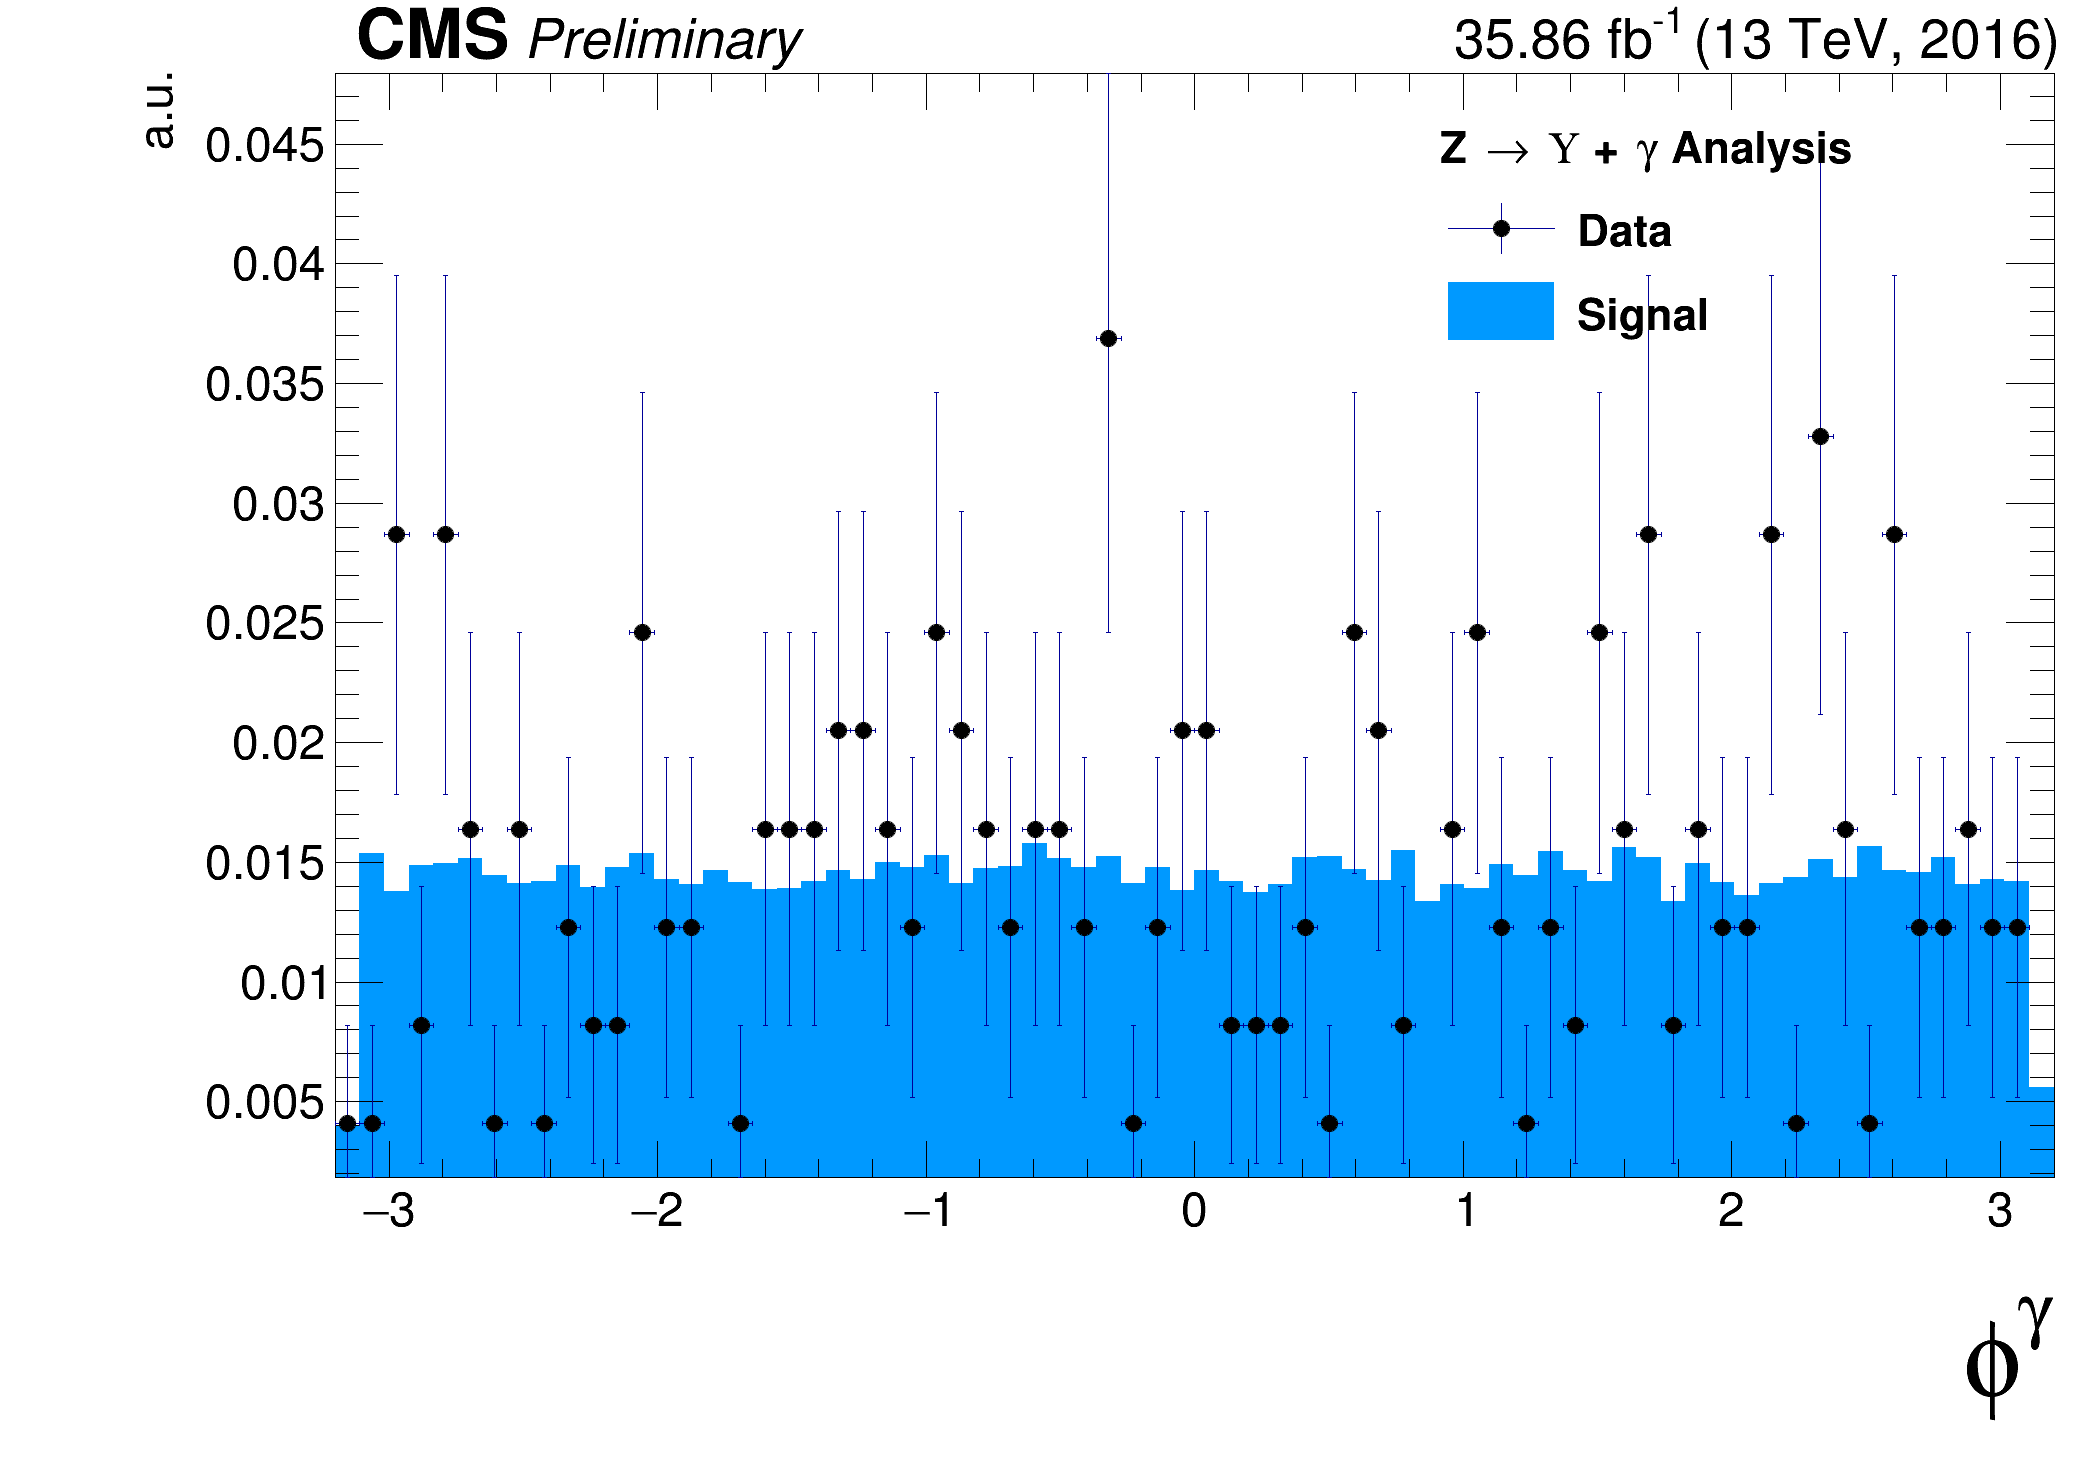 CMS Preliminary 35.86 fb⁻¹ (13 TeV, 2016)
a.u.
Z → ϒ + γ Analysis
Data
Signal
0.045
0.04
0.035
0.03
0.025
0.02
0.015
0.01
0.005
−3 −2 −1 0 1 2 3
ϕ^γ